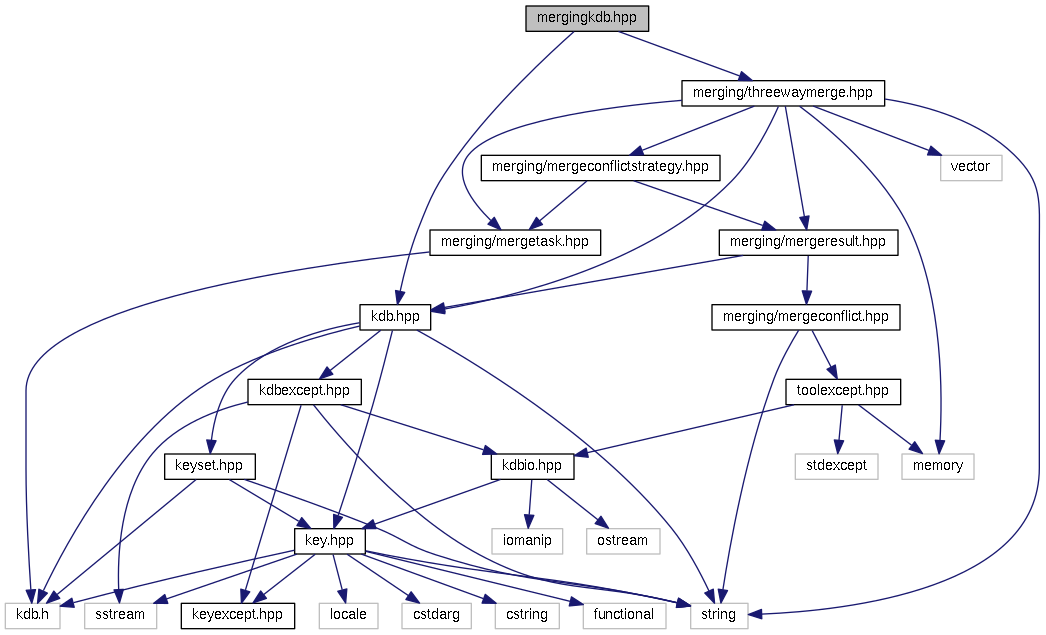 mergingkdb.hpp
merging/threewaymerge.hpp
merging/mergeconflictstrategy.hpp
vector
merging/mergetask.hpp
merging/mergeresult.hpp
kdb.hpp
merging/mergeconflict.hpp
kdbexcept.hpp
toolexcept.hpp
keyset.hpp
kdbio.hpp
stdexcept
memory
key.hpp
iomanip
ostream
kdb.h
sstream
keyexcept.hpp
locale
cstdarg
cstring
functional
string